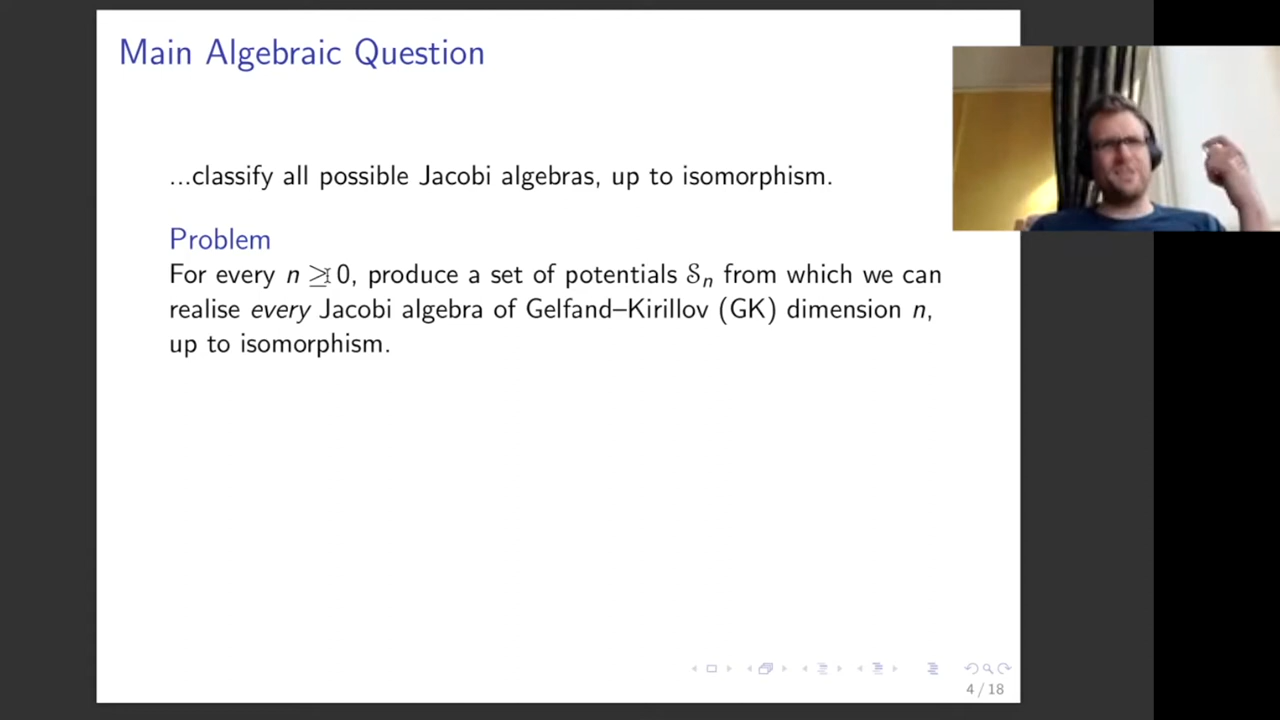 Main Algebraic Question
...classify all possible Jacobi algebras, up to isomorphism.
Problem
For every n ≥ 0, produce a set of potentials 𝒮ₙ from which we can
realise every Jacobi algebra of Gelfand–Kirillov (GK) dimension n,
up to isomorphism.
4 / 18